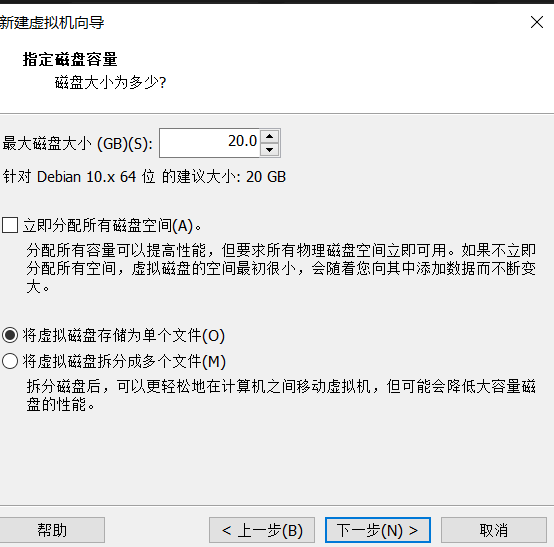 新建虚拟机向导
指定磁盘容量
磁盘大小为多少?
最大磁盘大小 (GB)(S): 20.0
针对 Debian 10.x 64 位 的建议大小: 20 GB
立即分配所有磁盘空间(A)。
分配所有容量可以提高性能，但要求所有物理磁盘空间立即可用。如果不立即
分配所有空间，虚拟磁盘的空间最初很小，会随着您向其中添加数据而不断变
大。
将虚拟磁盘存储为单个文件(O)
将虚拟磁盘拆分成多个文件(M)
拆分磁盘后，可以更轻松地在计算机之间移动虚拟机，但可能会降低大容量磁
盘的性能。
帮助 < 上一步(B) 下一步(N) > 取消